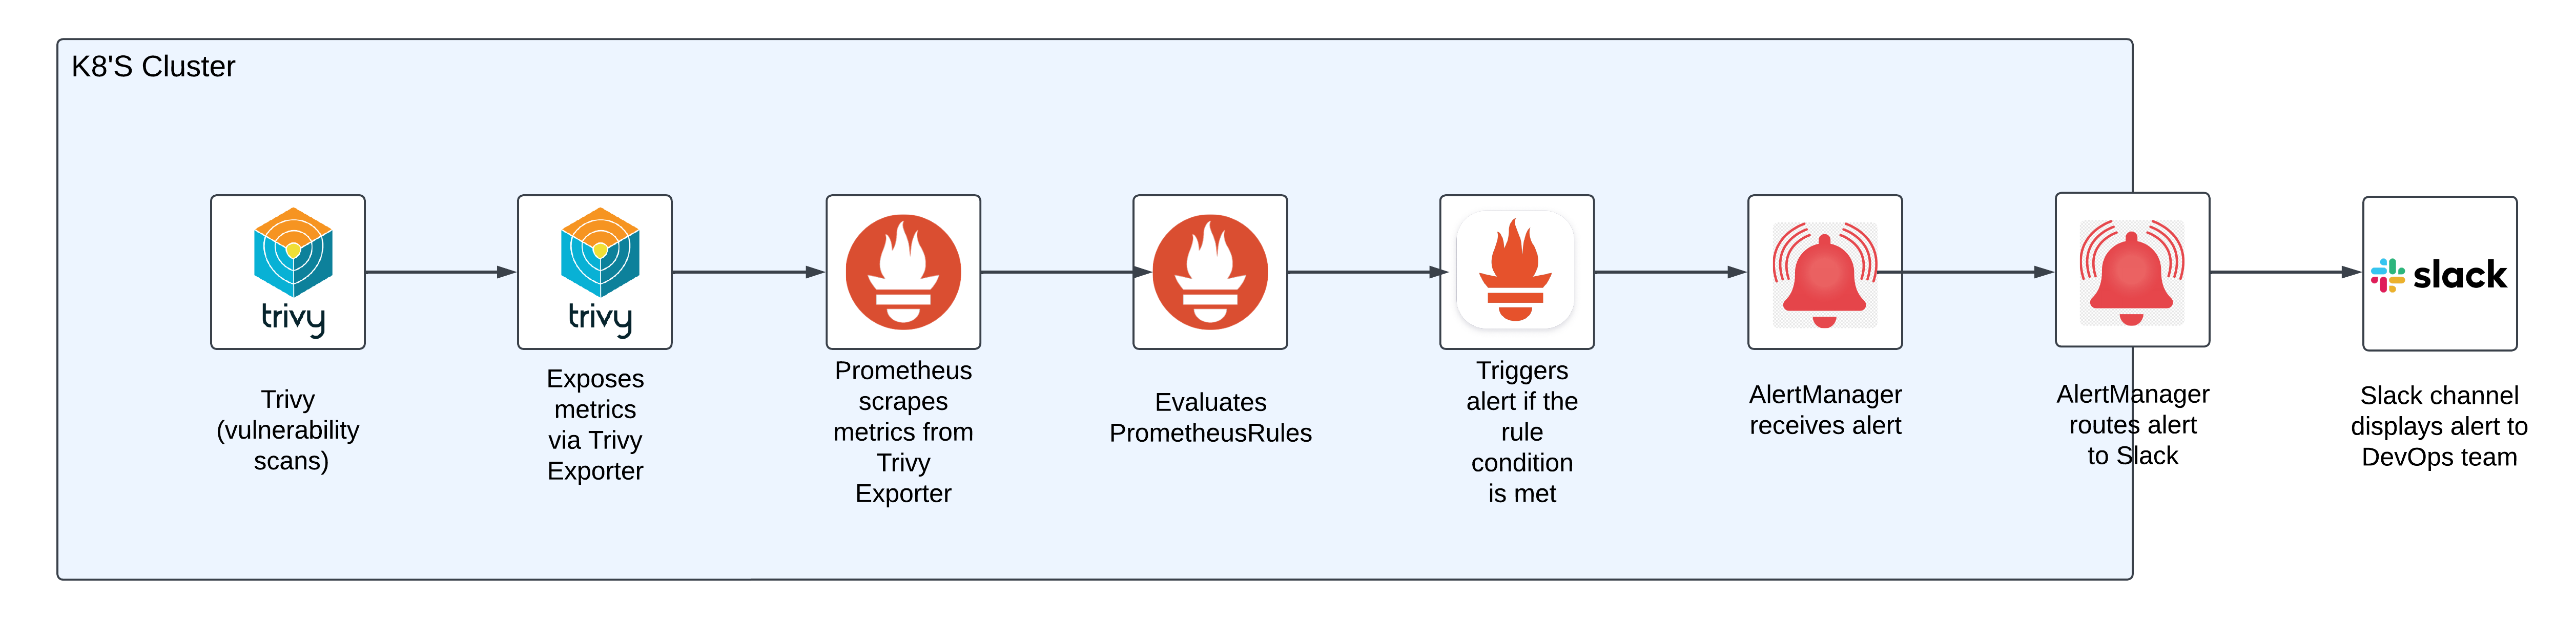 K8'S Cluster
trivy
Trivy
(vulnerability
scans)
trivy
Exposes
metrics
via Trivy
Exporter
Prometheus
scrapes
metrics from
Trivy
Exporter
Evaluates
PrometheusRules
Triggers
alert if the
rule
condition
is met
AlertManager
receives alert
AlertManager
routes alert
to Slack
slack
Slack channel
displays alert to
DevOps team